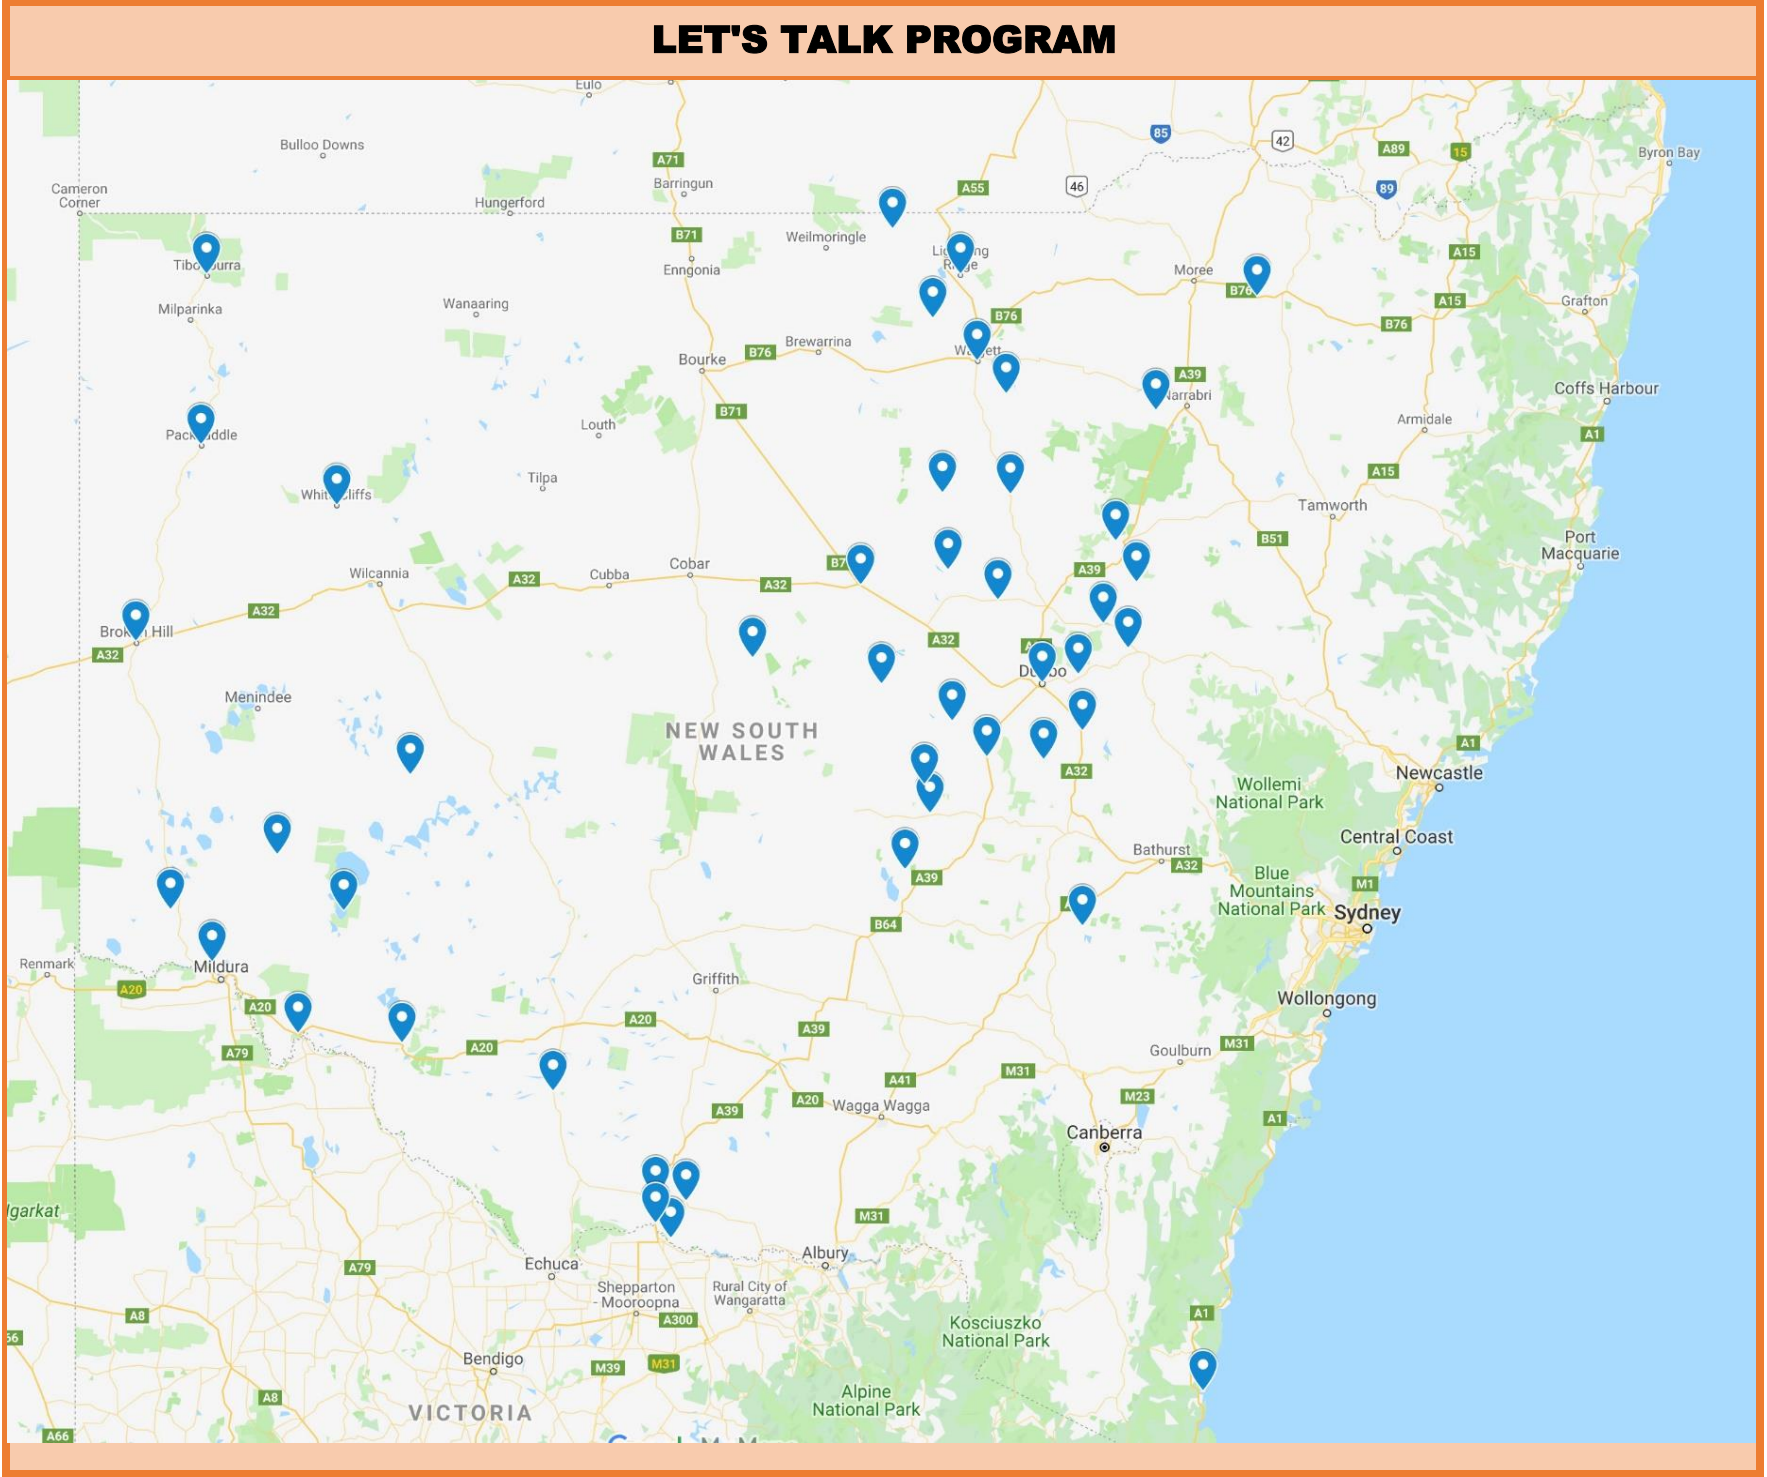 LET'S TALK PROGRAM
Eulo
Bulloo Downs
85
42
A89
15
Byron Bay
A71
Barringun
Cameron
Corner
Hungerford
A55
46
89
B71
Weilmoringle
A15
Enngonia
Moree
B76
A15
Grafton
Milparinka
Wanaaring
B76
B76
Brewarrina
Bourke
B76
A39
Narrabri
Coffs Harbour
B71
Louth
Armidale
A1
A15
Tilpa
Tamworth
B51
Port
Macquarie
Wilcannia
A32
Cubba
Cobar
A32
A39
A32
A32
A32
Menindee
NEW SOUTH
WALES
A1
A32
Newcastle
Wollemi
National Park
Central Coast
Bathurst
A32
Blue
Mountains
National Park
M1
A39
Sydney
B64
Renmark
Mildura
Griffith
A20
A20
Wollongong
A20
A39
A20
A79
Goulburn
M31
M31
A41
M23
A20
Wagga Wagga
A39
A1
Canberra
M31
Echuca
Albury
A79
Shepparton
- Mooroopna
Rural City of
Wangaratta
A8
A300
A1
Kosciuszko
National Park
66
Bendigo
M39
M31
A8
Alpine
National Park
VICTORIA
A66